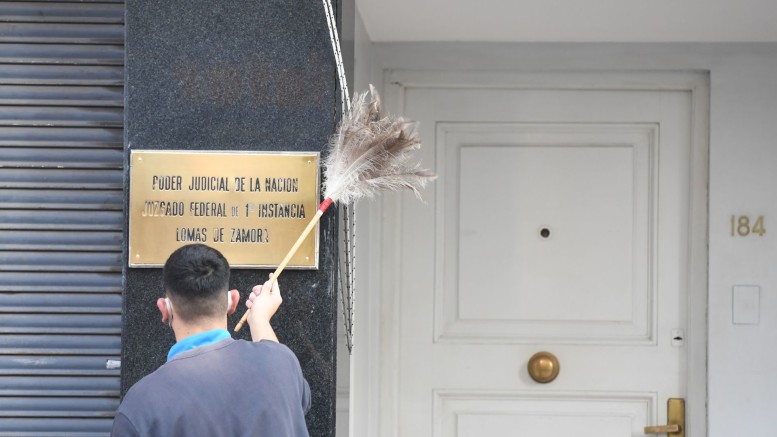 PODER JUDICIAL DE LA NACION
JUZGADO FEDERAL DE 1ª INSTANCIA
LOMAS DE ZAMORA
184